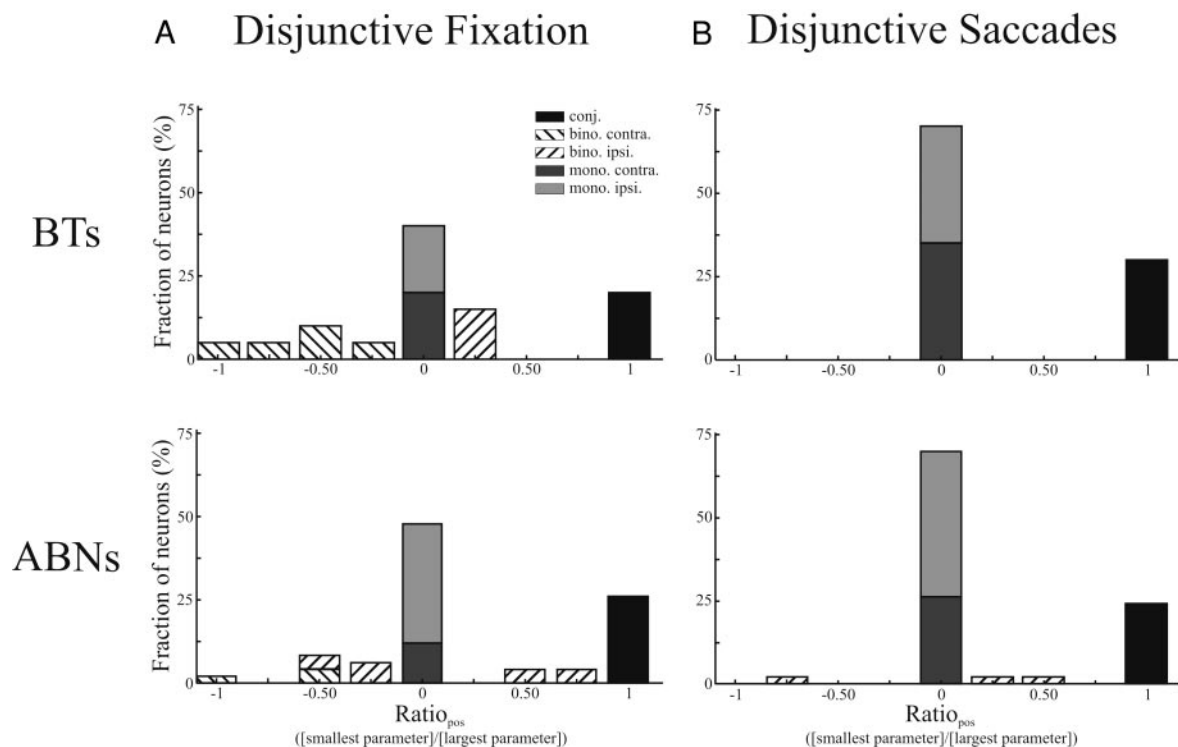 A Disjunctive Fixation
B Disjunctive Saccades
BTs
Fraction of neurons (%)
75
50
25
0
-1
-0.50
0
0.50
1
conj.
bino. contra.
bino. ipsi.
mono. contra.
mono. ipsi.
75
50
25
0
-1
-0.50
0
0.50
1
ABNs
Fraction of neurons (%)
75
50
25
0
-1
-0.50
0
0.50
1
Ratiopos
([smallest parameter]/[largest parameter])
75
50
25
0
-1
-0.50
0
0.50
1
Ratiopos
([smallest parameter]/[largest parameter])